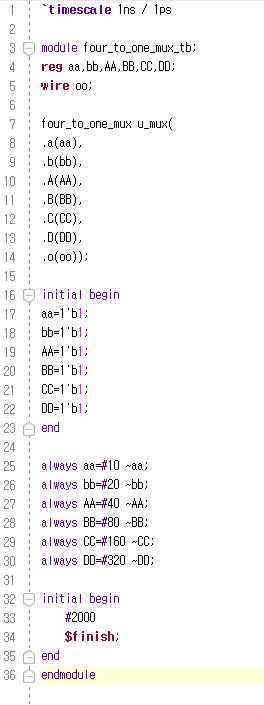 1 `timescale 1ns / 1ps
2
3 module four_to_one_mux_tb;
4 reg aa,bb,AA,BB,CC,DD;
5 wire oo;
6
7 four_to_one_mux u_mux(
8 .a(aa),
9 .b(bb),
10 .A(AA),
11 .B(BB),
12 .C(CC),
13 .D(DD),
14 .o(oo));
15
16 initial begin
17 aa=1'b1;
18 bb=1'b1;
19 AA=1'b1;
20 BB=1'b1;
21 CC=1'b1;
22 DD=1'b1;
23 end
24
25 always aa=#10 ~aa;
26 always bb=#20 ~bb;
27 always AA=#40 ~AA;
28 always BB=#80 ~BB;
29 always CC=#160 ~CC;
30 always DD=#320 ~DD;
31
32 initial begin
33 #2000
34 $finish;
35 end
36 endmodule